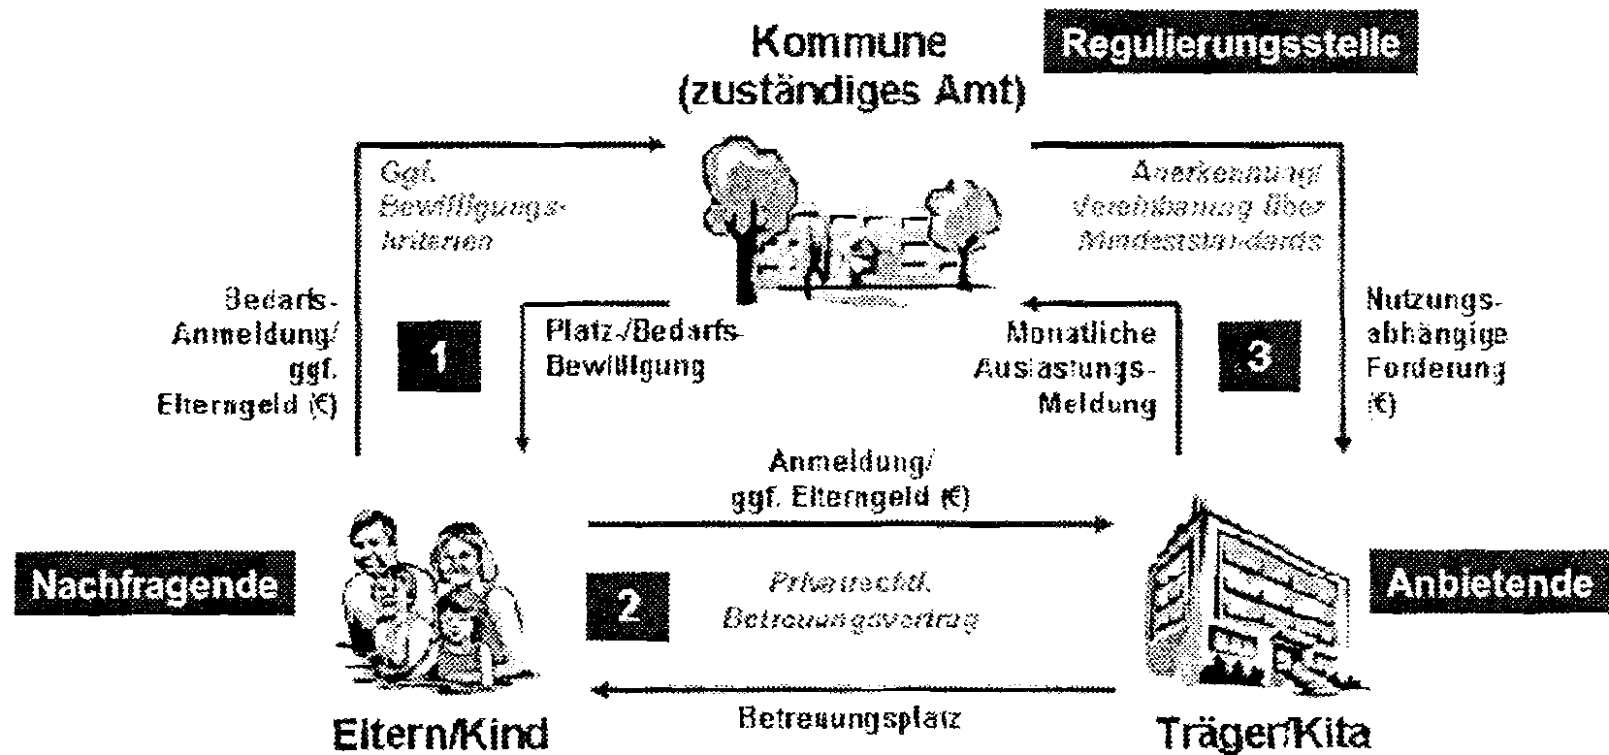 Kommune
(zuständiges Amt)
Regulierungsstelle
Ggf.
Bewilligungs-
kriterien
Anerkennung/
Vereinbarung über
Mindeststandards
Bedarfs-
Anmeldung/
ggf.
Elterngeld (€)
1
Platz-/Bedarfs-
Bewilligung
Monatliche
Auslastungs-
Meldung
3
Nutzungs-
abhängige
Förderung
(€)
Anmeldung/
ggf. Elterngeld (€)
Nachfragende
2
Privatrechtl.
Betreuungsvertrag
Anbietende
Betreuungsplatz
Eltern/Kind
Träger/Kita